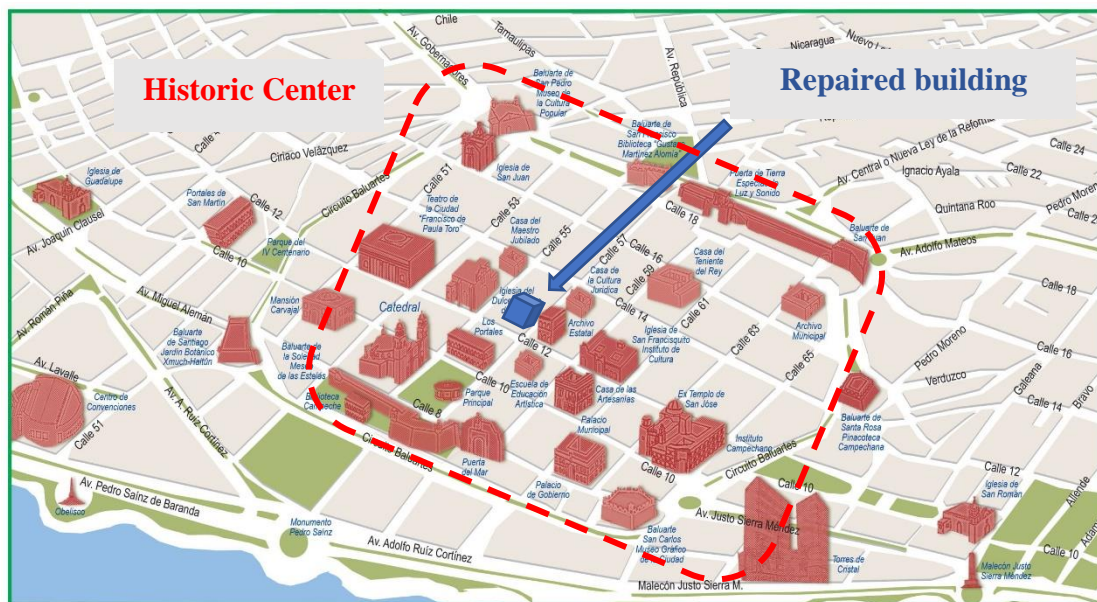 Chile
Tamaulipas
Av. Gobernadores
Av. República
Nicaragua
Historic Center
Repaired building
Baluarte de
San Pedro
Museo de
la Cultura
Popular
Baluarte de
San Francisco
Biblioteca "Gustavo
Martínez Alomía"
Av. Central o Nueva Ley de la Reforma
Calle 24
Ignacio Ayala
Calle 22
Pedro Moreno
Quintana Roo
Ciriaco Velázquez
Circuito Baluartes
Iglesia de
Guadalupe
Portales de
San Martín
Calle 12
Iglesia de
San Juan
Calle 51
Calle 53
Calle 55
Calle 57
Calle 59
Calle 61
Calle 63
Calle 65
Calle 18
Calle 16
Calle 14
Puerta de Tierra
Luz y Sonido
Baluarte de
San Juan
Av. Adolfo Mateos
Calle 18
Av. Joaquín Clausel
Calle 10
Parque del
IV Centenario
Teatro de
la Ciudad
"Francisco de
Paula Toro"
Casa del
Maestro
Jubilado
Casa de
la Cultura
Jurídica
Casa del
Teniente
del Rey
Archivo
Municipal
Av. Román Piña
Av. Miguel Alemán
Mansión
Carvajal
Catedral
Iglesia del
Los
Portales
Calle 12
Archivo
Estatal
Iglesia de
San Francisquito
Instituto de
Cultura
Pedro Moreno
Verduzco
Galeana
Bravo
Calle 16
Calle 14
Baluarte
de Santiago
Jardín Botánico
Xmuch-Haltún
Baluarte de
la Soledad
de las Estelas
Av. Lavalle
Centro de
Convenciones
Calle 51
Av. A. Ruiz Cortínez
Biblioteca
Campeche
Calle 8
Parque
Principal
Calle 10
Escuela de
Educación
Artística
Casa de las
Artesanías
Ex Templo de
San Jóse
Palacio
Municipal
Instituto
Campechano
Baluarte de
Santa Rosa
Pinacoteca
Campechana
Circuito Baluartes
Puerta
del Mar
Circuito Baluartes
Calle 10
Calle 10
Calle 12
Iglesia de
San Román
Allende
Palacio
de Gobierno
Av. Pedro Sainz de Baranda
Obelisco
Monumento
Pedro Sainz
Av. Adolfo Ruíz Cortínez
Baluarte
San Carlos
Museo Gráfico
de la Ciudad
Av. Justo Sierra Méndez
Torres de
Cristal
Calle 10
Malecón Justo Sierra M.
Malecón Justo
Sierra Méndez